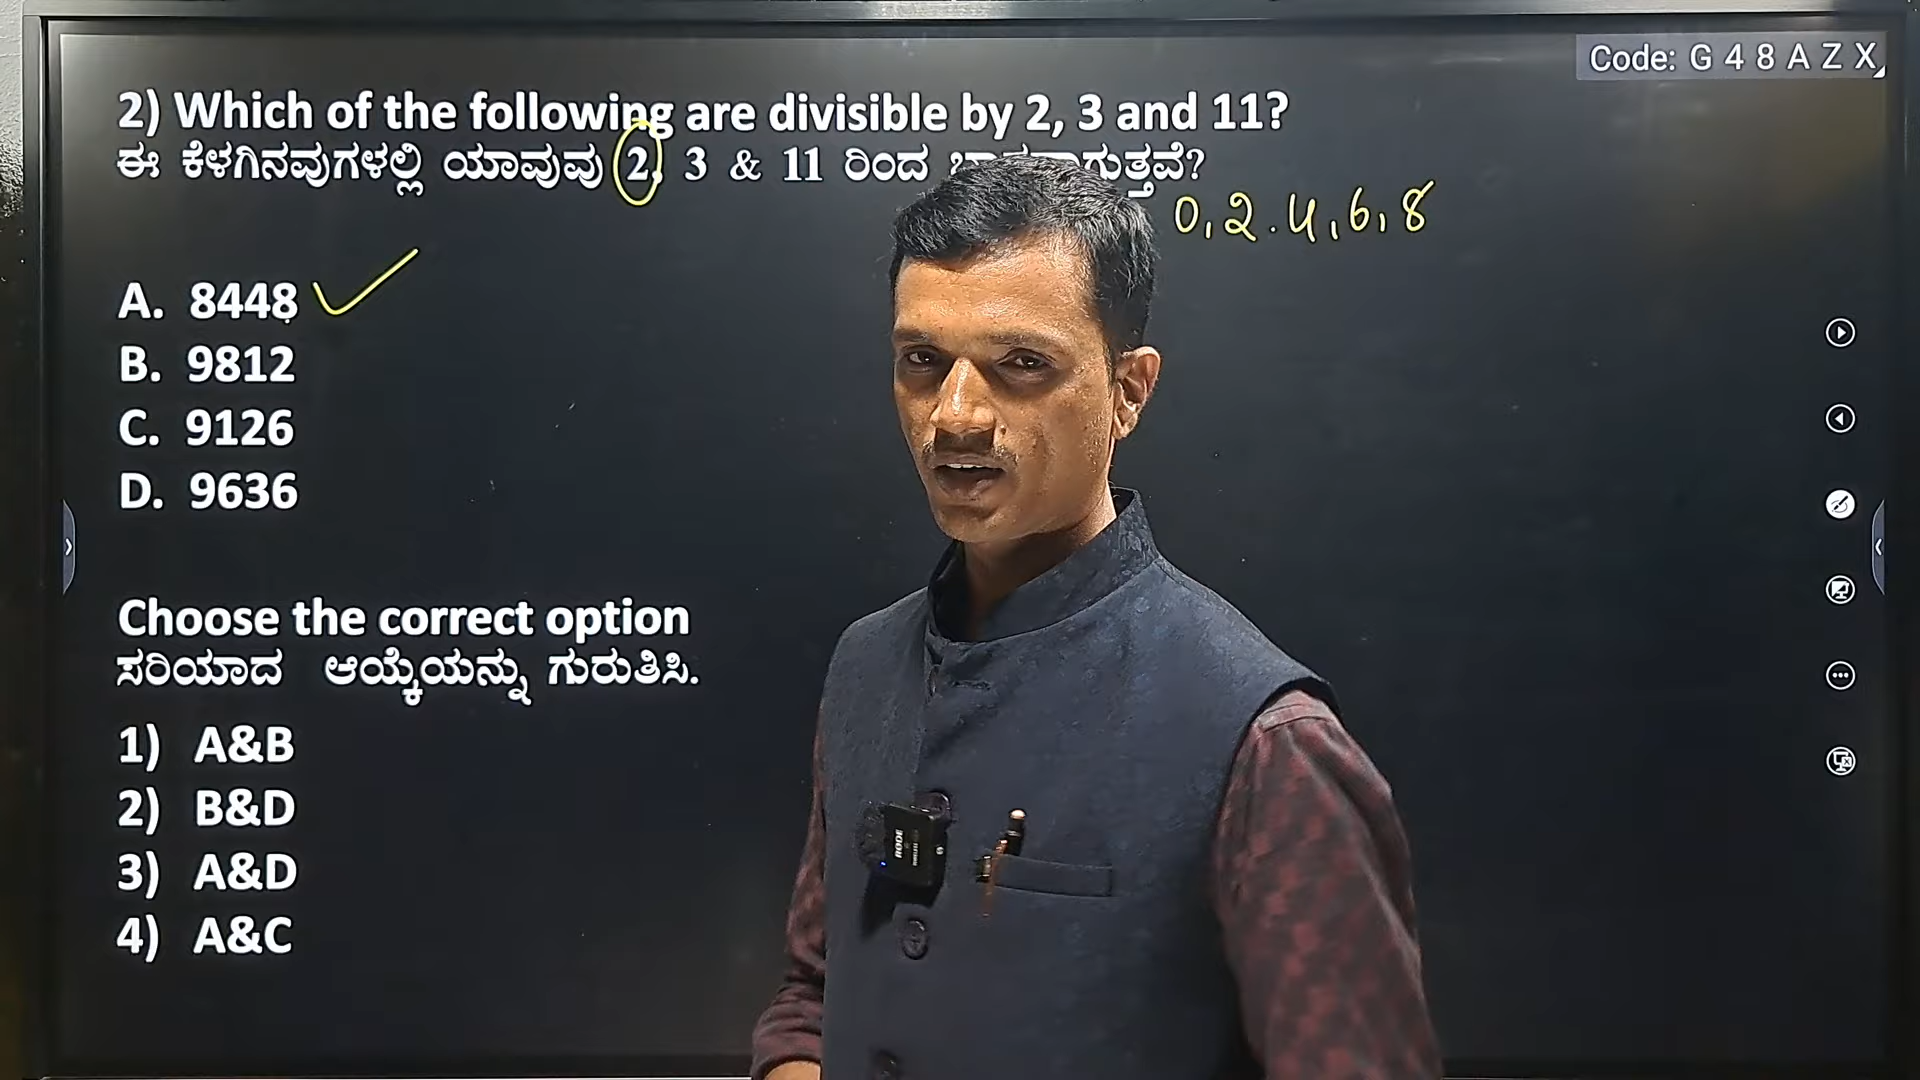 Code: G 4 8 A Z X
2) Which of the following are divisible by 2, 3 and 11?
ಈ ಕೆಳಗಿನವುಗಳಲ್ಲಿ ಯಾವುವು 2, 3 & 11 ರಿಂದ
0, 2. 4, 6, 8
A. 8448
B. 9812
C. 9126
D. 9636
Choose the correct option
ಸರಿಯಾದ ಆಯ್ಕೆಯನ್ನು ಗುರುತಿಸಿ.
1) A&B
2) B&D
3) A&D
4) A&C
RODE